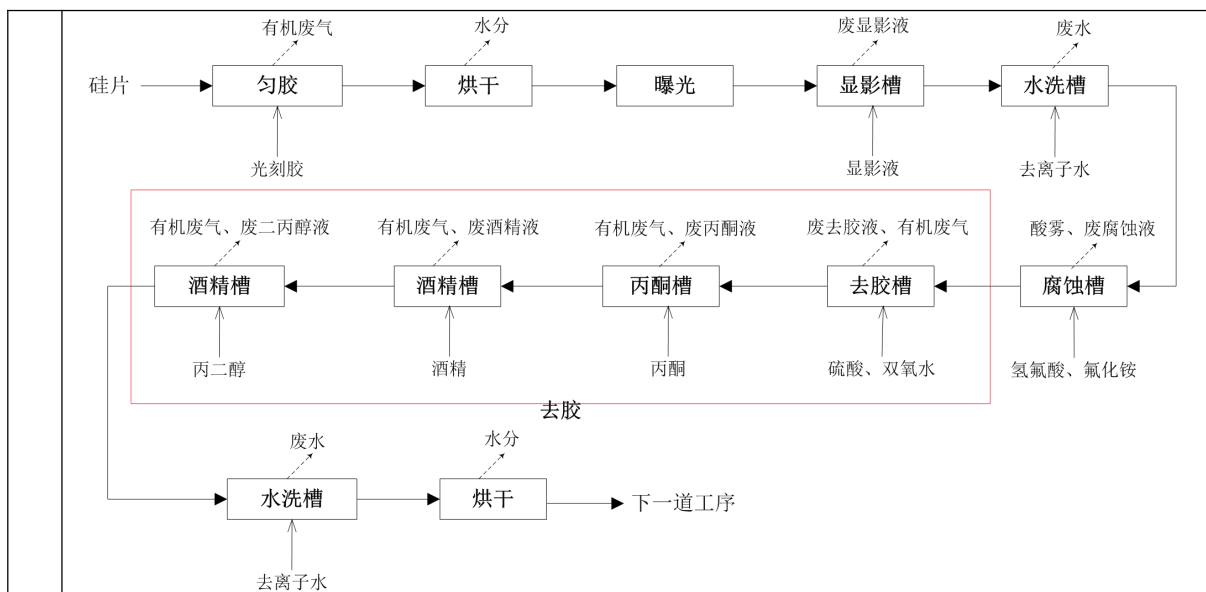 有机废气
水分
废显影液
废水
硅片
匀胶
烘干
曝光
显影槽
水洗槽
光刻胶
显影液
去离子水
有机废气、废二丙醇液
有机废气、废酒精液
有机废气、废丙酮液
废去胶液、有机废气
酸雾、废腐蚀液
酒精槽
酒精槽
丙酮槽
去胶槽
腐蚀槽
丙二醇
酒精
丙酮
硫酸、双氧水
氢氟酸、氟化铵
去胶
废水
水分
水洗槽
烘干
下一道工序
去离子水